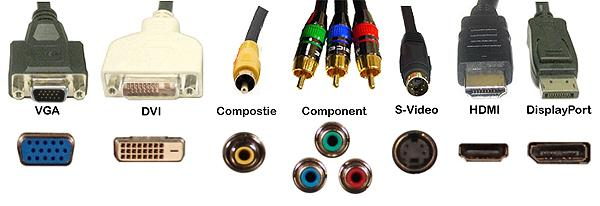 VGA
DVI
Compostie
Component
S-Video
HDMI
DisplayPort